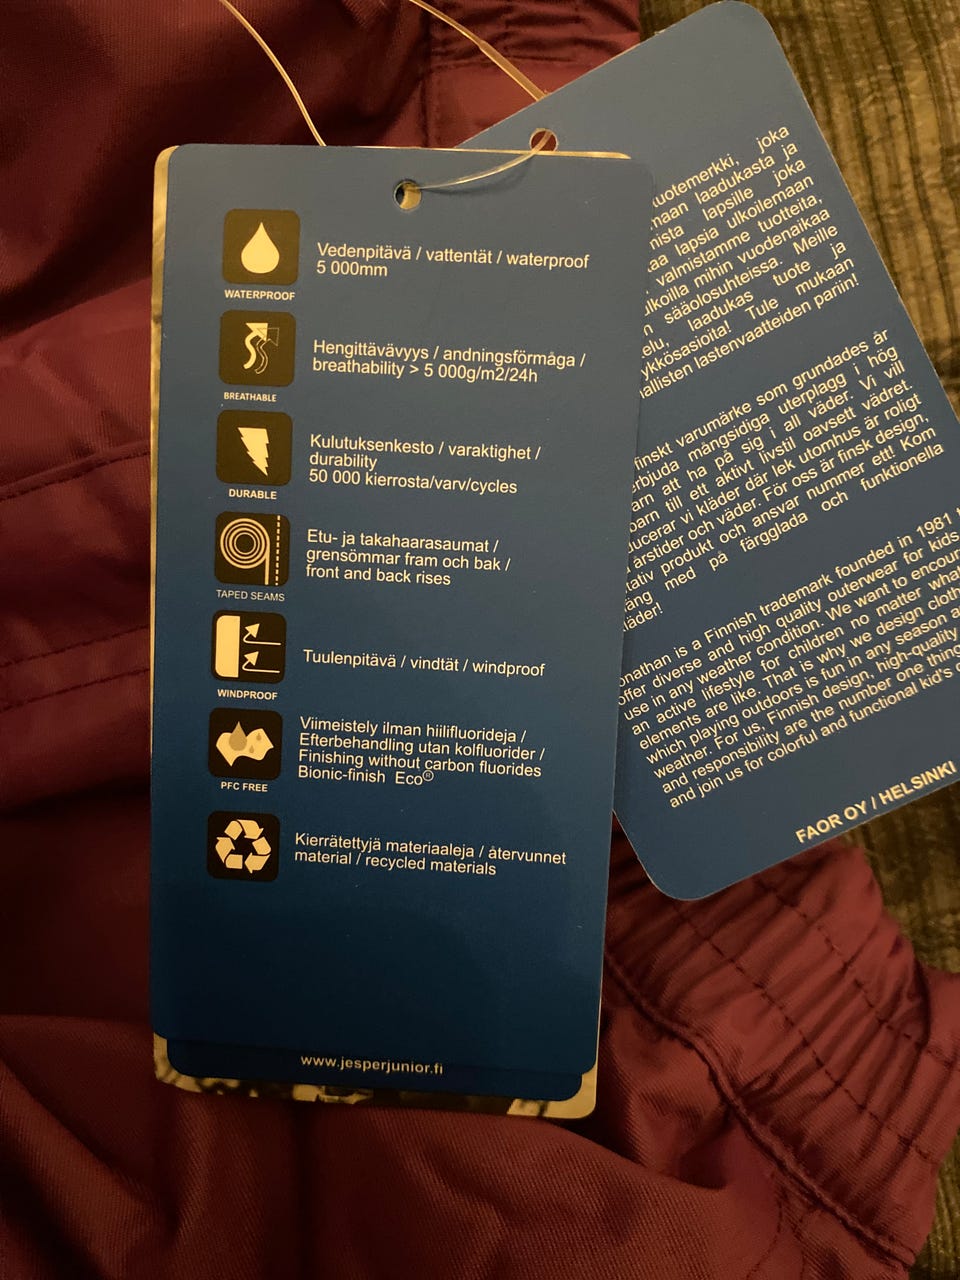 WATERPROOF
Vedenpitävä / vattentät / waterproof
5 000mm
BREATHABLE
Hengittävävyys / andningsförmåga /
breathability > 5 000g/m2/24h
DURABLE
Kulutuksenkesto / varaktighet /
durability
50 000 kierrosta/varv/cycles
TAPED SEAMS
Etu- ja takahaarasaumat /
grensömmar fram och bak /
front and back rises
WINDPROOF
Tuulenpitävä / vindtät / windproof
PFC FREE
Viimeistely ilman hiilifluorideja /
Efterbehandling utan kolfluorider /
Finishing without carbon fluorides
Bionic-finish Eco®
Kierrätettyjä materiaaleja / återvunnet
material / recycled materials
www.jesperjunior.fi
joka
laadukasta ja
lapsille joka
lapsia ulkoilemaan
valmistamme tuotteita,
mihin vuodenaikaa
sääolosuhteissa. Meille
laadukas tuote ja
Tule mukaan
lastenvaatteiden pariin!
finskt varumärke som grundades år
mångsidiga uterplagg i hög
att ha på sig i all väder. Vi vill
till ett aktivt livstil oavsett vädret.
vi kläder där lek utomhus är roligt
årstider och väder. För oss är finsk design,
produkt och ansvar nummer ett! Kom
med på färgglada och funktionella
is a Finnish trademark founded in 1981
diverse and high quality outerwear for kids
use in any weather condition. We want to
an active lifestyle for children no matter what
elements are like. That is why we design
which playing outdoors is fun in any season
weather. For us, Finnish design, high-quality
and responsibility are the number one thing
and join us for colorful and functional kid's
FAOR OY / HELSINKI